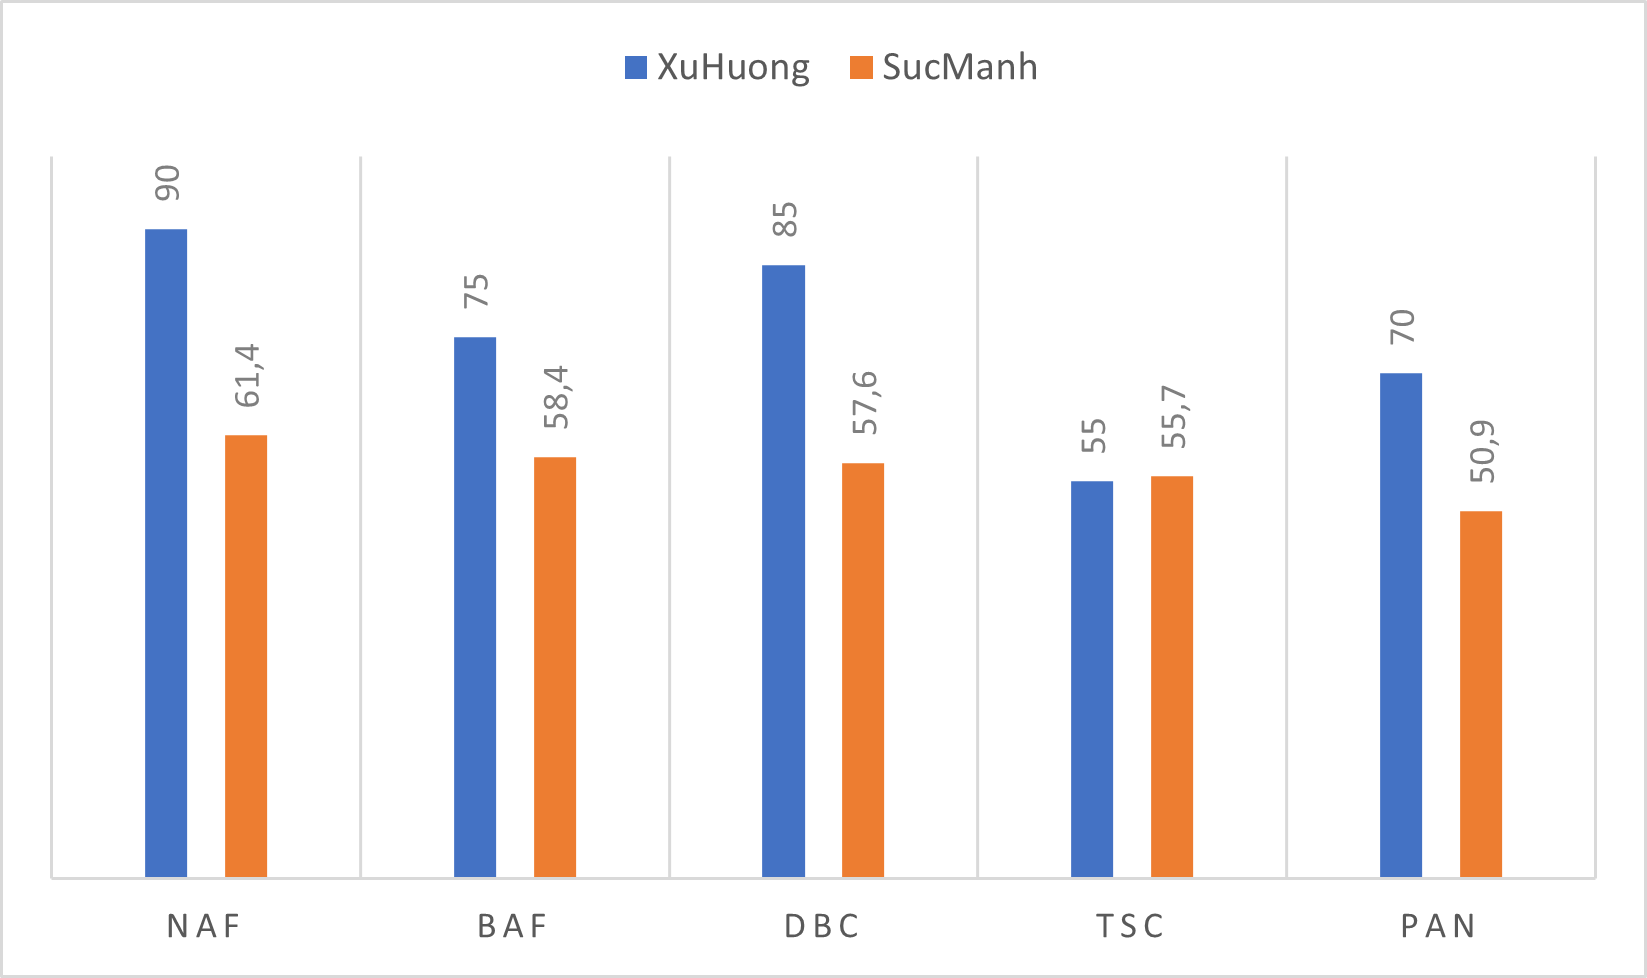 XuHuong SucManh
90 61,4 75 58,4 85 57,6 55 55,7 70 50,9
NAF BAF DBC TSC PAN